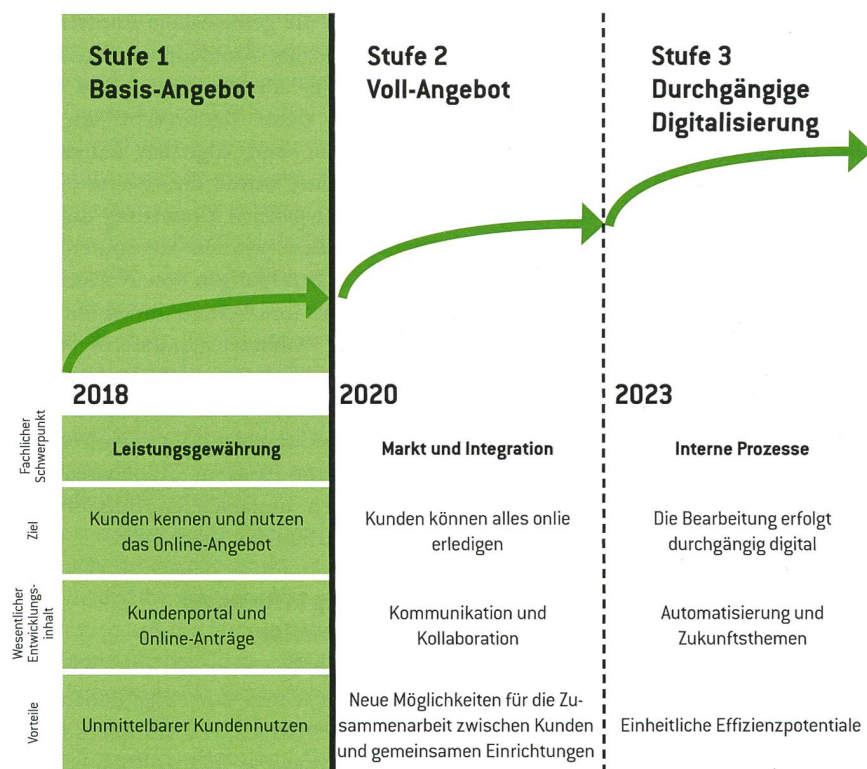 Stufe 1
Basis-Angebot
Stufe 2
Voll-Angebot
Stufe 3
Durchgängige
Digitalisierung
2018
2020
2023
Fachlicher
Schwerpunkt
Leistungsgewährung
Markt und Integration
Interne Prozesse
Ziel
Kunden kennen und nutzen
das Online-Angebot
Kunden können alles onlie
erledigen
Die Bearbeitung erfolgt
durchgängig digital
Wesentlicher
Entwicklungs-
inhalt
Kundenportal und
Online-Anträge
Kommunikation und
Kollaboration
Automatisierung und
Zukunftsthemen
Vorteile
Unmittelbarer Kundennutzen
Neue Möglichkeiten für die Zu-
sammenarbeit zwischen Kunden
und gemeinsamen Einrichtungen
Einheitliche Effizienzpotentiale